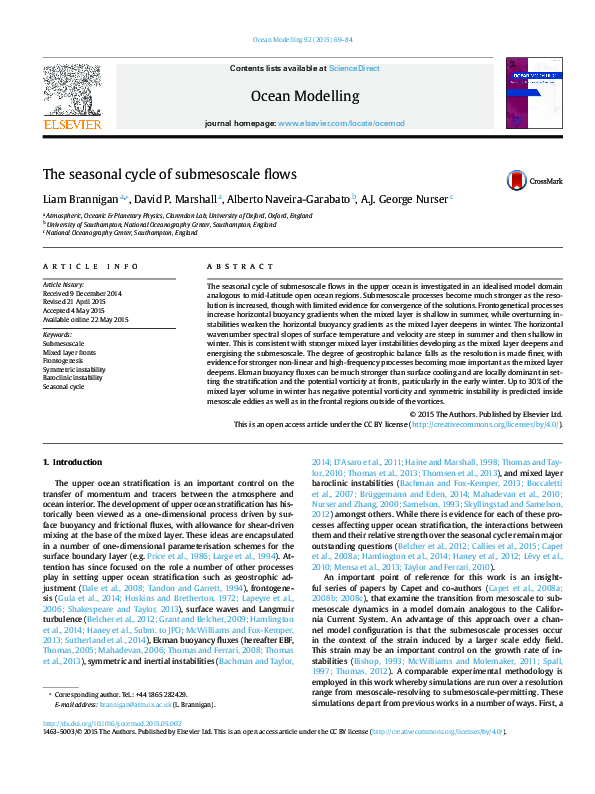 Ocean Modelling 92 (2015) 69–84
Contents lists available at ScienceDirect
Ocean Modelling
journal homepage: www.elsevier.com/locate/ocemod
ELSEVIER
OCEAN MODELLING
The seasonal cycle of submesoscale flows
CrossMark
Liam Brannigan a,*, David P. Marshall a, Alberto Naveira-Garabato b, A.J. George Nurser c
a Atmospheric, Oceanic & Planetary Physics, Clarendon Lab, University of Oxford, Oxford, England
b University of Southampton, National Oceanography Center, Southampton, England
c National Oceanography Center, Southampton, England
ARTICLE INFO
Article history:
Received 9 December 2014
Revised 21 April 2015
Accepted 4 May 2015
Available online 22 May 2015
Keywords:
Submesoscale
Mixed layer fronts
Frontogenesis
Symmetric instability
Baroclinic instability
Seasonal cycle
ABSTRACT
The seasonal cycle of submesoscale flows in the upper ocean is investigated in an idealised model domain
analogous to mid-latitude open ocean regions. Submesoscale processes become much stronger as the reso-
lution is increased, though with limited evidence for convergence of the solutions. Frontogenetical processes
increase horizontal buoyancy gradients when the mixed layer is shallow in summer, while overturning in-
stabilities weaken the horizontal buoyancy gradients as the mixed layer deepens in winter. The horizontal
wavenumber spectral slopes of surface temperature and velocity are steep in summer and then shallow in
winter. This is consistent with stronger mixed layer instabilities developing as the mixed layer deepens and
energising the submesoscale. The degree of geostrophic balance falls as the resolution is made finer, with
evidence for stronger non-linear and high-frequency processes becoming more important as the mixed layer
deepens. Ekman buoyancy fluxes can be much stronger than surface cooling and are locally dominant in set-
ting the stratification and the potential vorticity at fronts, particularly in the early winter. Up to 30% of the
mixed layer volume in winter has negative potential vorticity and symmetric instability is predicted inside
mesoscale eddies as well as in the frontal regions outside of the vortices.
© 2015 The Authors. Published by Elsevier Ltd.
This is an open access article under the CC BY license (http://creativecommons.org/licenses/by/4.0/).
1. Introduction
The upper ocean stratification is an important control on the
transfer of momentum and tracers between the atmosphere and
ocean interior. The development of upper ocean stratification has his-
torically been viewed as a one-dimensional process driven by sur-
face buoyancy and frictional fluxes, with allowance for shear-driven
mixing at the base of the mixed layer. These ideas are encapsulated
in a number of one-dimensional parameterisation schemes for the
surface boundary layer (e.g. Price et al., 1986; Large et al., 1994). At-
tention has since focused on the role a number of other processes
play in setting upper ocean stratification such as geostrophic ad-
justment (Dale et al., 2008; Tandon and Garrett, 1994), frontogene-
sis (Gula et al., 2014; Hoskins and Bretherton, 1972; Lapeyre et al.,
2006; Shakespeare and Taylor, 2013), surface waves and Langmuir
turbulence (Belcher et al., 2012; Grant and Belcher, 2009; Hamlington
et al., 2014; Haney et al., Subm. to JPO; McWilliams and Fox-Kemper,
2013; Sutherland et al., 2014), Ekman buoyancy fluxes (hereafter EBF,
Thomas, 2005; Mahadevan, 2006; Thomas and Ferrari, 2008; Thomas
et al., 2013), symmetric and inertial instabilities (Bachman and Taylor,
2014; D'Asaro et al., 2011; Haine and Marshall, 1998; Thomas and Tay-
lor, 2010; Thomas et al., 2013; Thomsen et al., 2013), and mixed layer
baroclinic instabilities (Bachman and Fox-Kemper, 2013; Boccaletti
et al., 2007; Brüggemann and Eden, 2014; Mahadevan et al., 2010;
Nurser and Zhang, 2000; Samelson, 1993; Skyllingstad and Samelson,
2012) amongst others. While there is evidence for each of these pro-
cesses affecting upper ocean stratification, the interactions between
them and their relative strength over the seasonal cycle remain major
outstanding questions (Belcher et al., 2012; Callies et al., 2015; Capet
et al., 2008a; Hamlington et al., 2014; Haney et al., 2012; Lévy et al.,
2010; Mensa et al., 2013; Taylor and Ferrari, 2010).
An important point of reference for this work is an insight-
ful series of papers by Capet and co-authors (Capet et al., 2008a;
2008b; 2008c), that examine the transition from mesoscale to sub-
mesoscale dynamics in a model domain analogous to the Califor-
nia Current System. An advantage of this approach over a chan-
nel model configuration is that the submesoscale processes occur
in the context of the strain induced by a larger scale eddy field.
This strain may be an important control on the growth rate of in-
stabilities (Bishop, 1993; McWilliams and Molemaker, 2011; Spall,
1997; Thomas, 2012). A comparable experimental methodology is
employed in this work whereby simulations are run over a resolution
range from mesoscale-resolving to submesoscale-permitting. These
simulations depart from previous works in a number of ways. First, a
* Corresponding author. Tel.: +44 1865 282429.
E-mail address: brannigan@atm.ox.ac.uk (L. Brannigan).
http://dx.doi.org/10.1016/j.ocemod.2015.05.002
1463-5003/© 2015 The Authors. Published by Elsevier Ltd. This is an open access article under the CC BY license (http://creativecommons.org/licenses/by/4.0/).